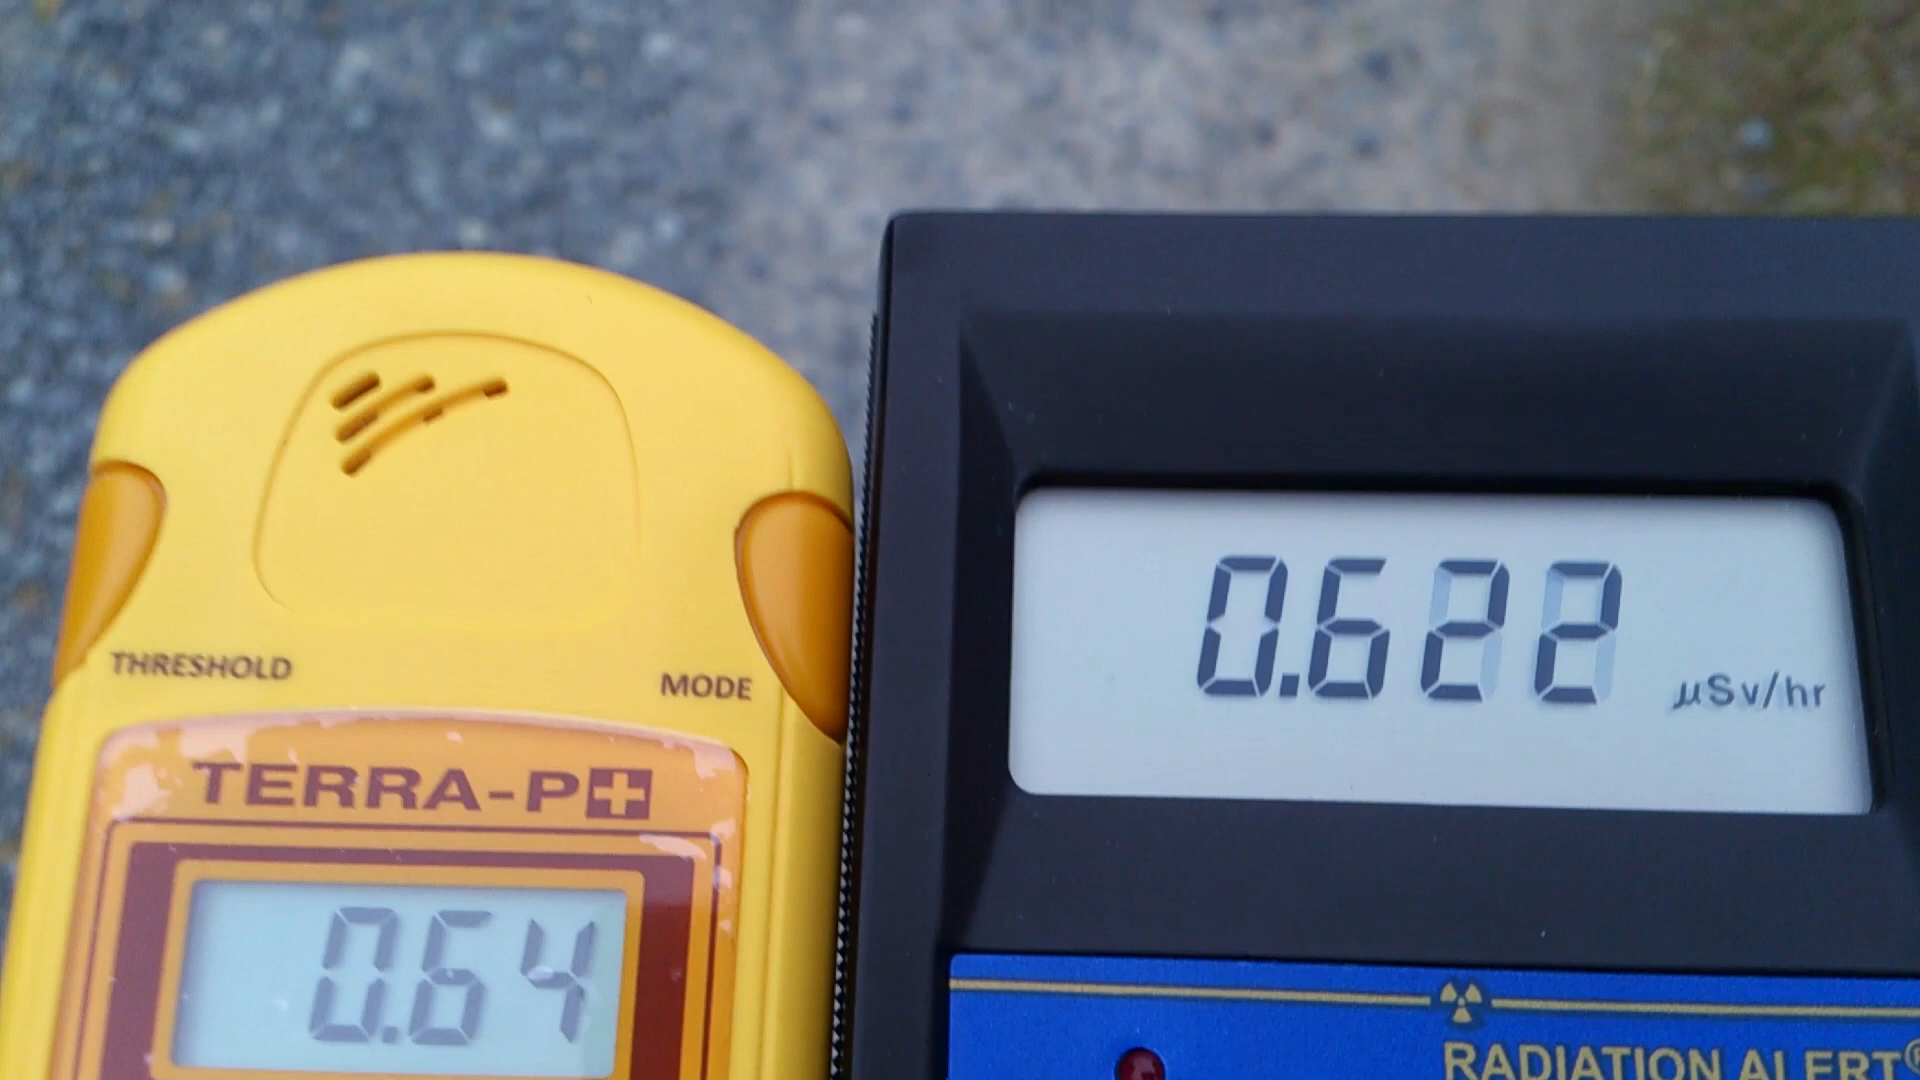 THRESHOLD
MODE
TERRA-P+
0.64
0.622
μSv/hr
RADIATION ALERT®